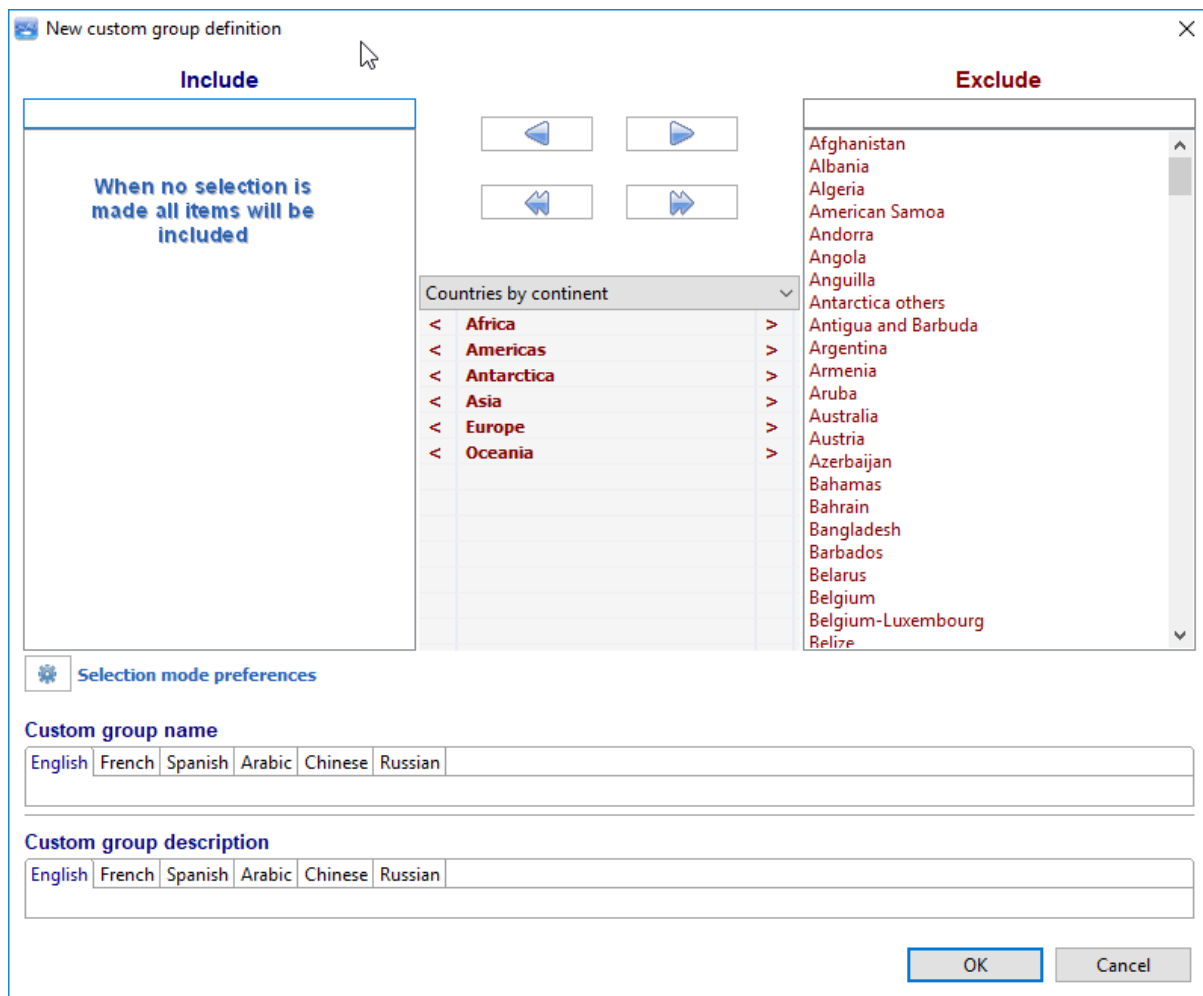 New custom group definition
Include
Exclude
When no selection is
made all items will be
included
Countries by continent
< Africa >
< Americas >
< Antarctica >
< Asia >
< Europe >
< Oceania >
Afghanistan
Albania
Algeria
American Samoa
Andorra
Angola
Anguilla
Antarctica others
Antigua and Barbuda
Argentina
Armenia
Aruba
Australia
Austria
Azerbaijan
Bahamas
Bahrain
Bangladesh
Barbados
Belarus
Belgium
Belgium-Luxembourg
Belize
Selection mode preferences
Custom group name
English French Spanish Arabic Chinese Russian
Custom group description
English French Spanish Arabic Chinese Russian
OK Cancel